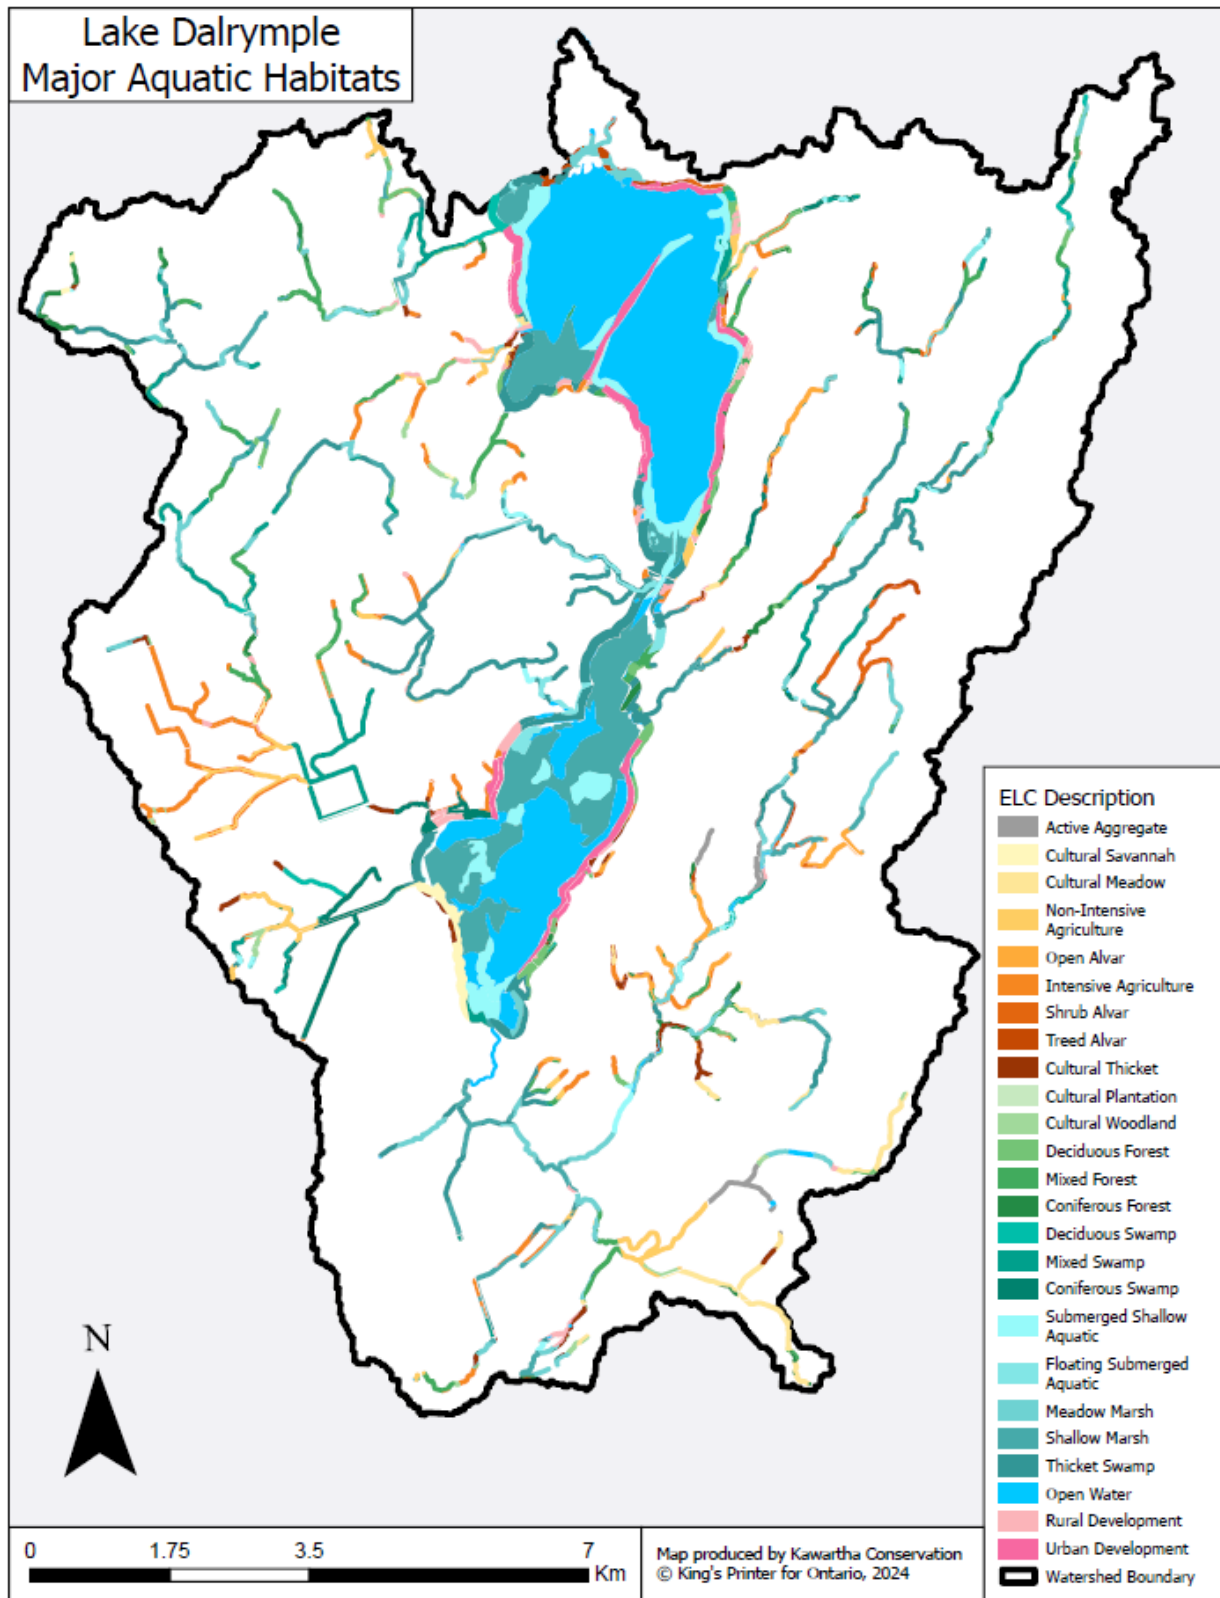 Lake Dalrymple
Major Aquatic Habitats
ELC Description
Active Aggregate
Cultural Savannah
Cultural Meadow
Non-Intensive
Agriculture
Open Alvar
Intensive Agriculture
Shrub Alvar
Treed Alvar
Cultural Thicket
Cultural Plantation
Cultural Woodland
Deciduous Forest
Mixed Forest
Coniferous Forest
Deciduous Swamp
Mixed Swamp
Coniferous Swamp
Submerged Shallow
Aquatic
Floating Submerged
Aquatic
Meadow Marsh
Shallow Marsh
Thicket Swamp
Open Water
Rural Development
Urban Development
Watershed Boundary
N
0 1.75 3.5 7
Km
Map produced by Kawartha Conservation
© King's Printer for Ontario, 2024